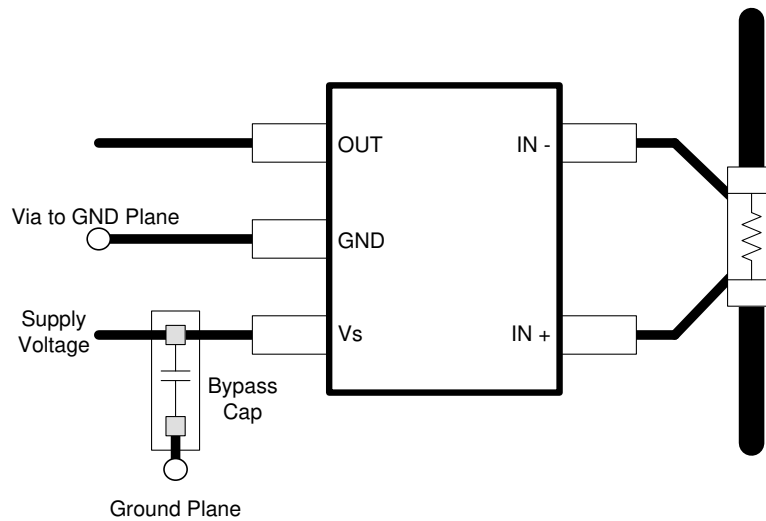 OUT
IN -
Via to GND Plane
GND
Supply
Voltage
Vs
IN +
Bypass
Cap
Ground Plane